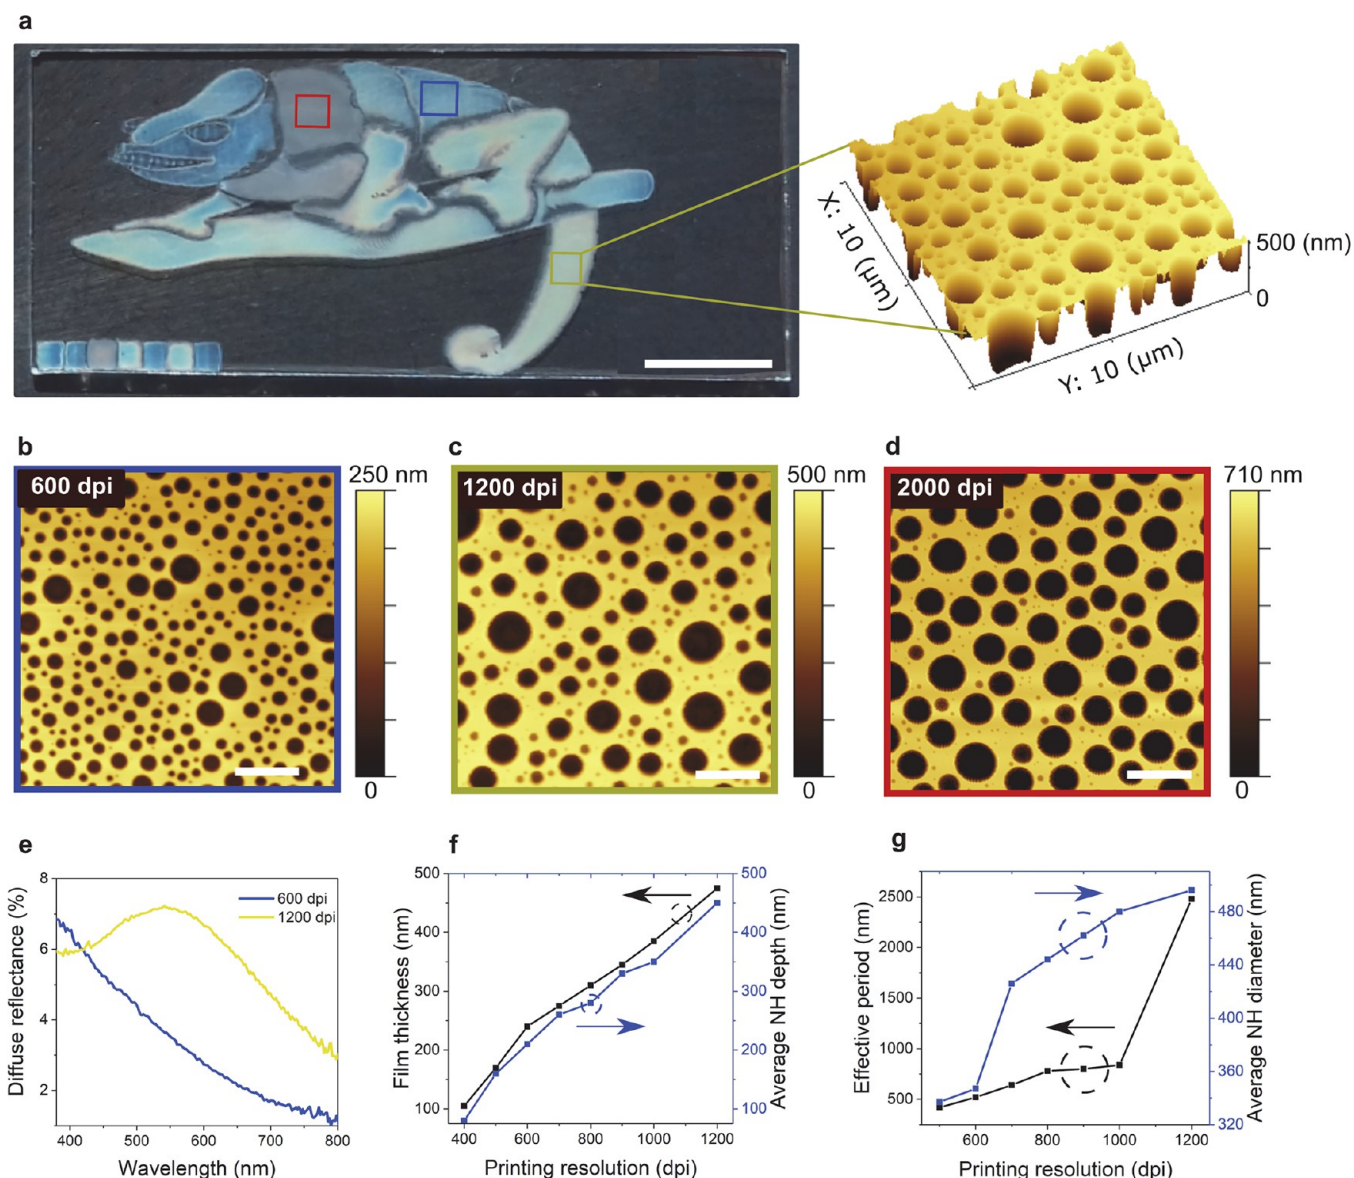 a
X: 10 (µm)
Y: 10 (µm)
500 (nm)
0
b
c
d
600 dpi
250 nm
0
1200 dpi
500 nm
0
2000 dpi
710 nm
0
e
f
g
Diffuse reflectance (%)
8
6
4
2
600 dpi
1200 dpi
400 500 600 700 800
Wavelength (nm)
Film thickness (nm)
500
400
300
200
100
500
400
300
200
100
Average NH depth (nm)
400 600 800 1000 1200
Printing resolution (dpi)
Effective period (nm)
2500
2000
1500
1000
500
480
440
400
360
320
Average NH diameter (nm)
600 800 1000 1200
Printing resolution (dpi)